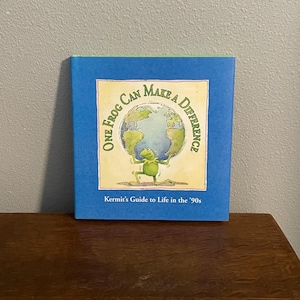 One Frog Can Make a Difference
Kermit's Guide to Life in the '90s